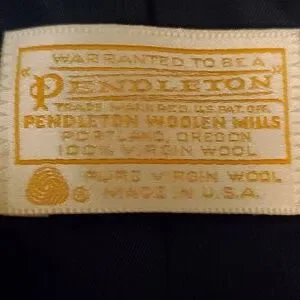 WARRANTED TO BE A
"PENDLETON"
TRADE MARK REG. U.S. PAT. OFF.
PENDLETON WOOLEN MILLS
PORTLAND, OREGON
100% VIRGIN WOOL
PURE VIRGIN WOOL
MADE IN U.S.A.